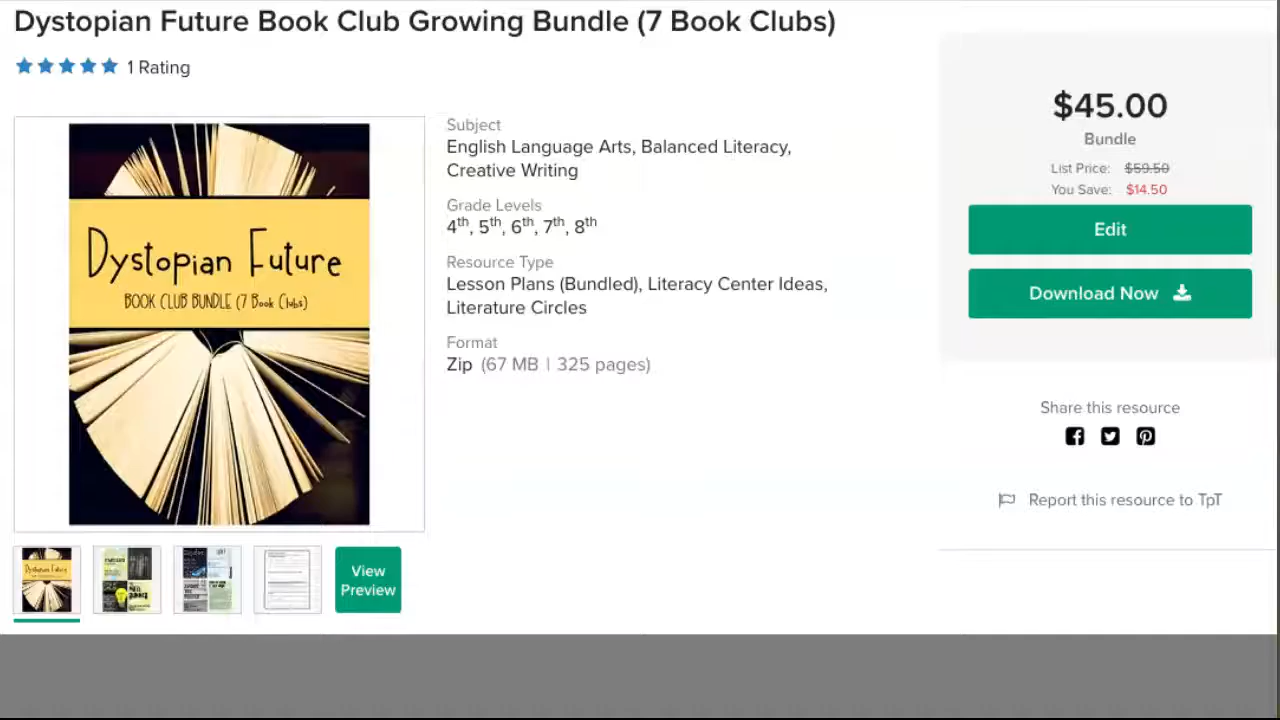 Dystopian Future Book Club Growing Bundle (7 Book Clubs)
1 Rating
Dystopian Future
BOOK CLUB BUNDLE (7 Book Clubs)
View
Preview
Subject
English Language Arts, Balanced Literacy,
Creative Writing
Grade Levels
4th, 5th, 6th, 7th, 8th
Resource Type
Lesson Plans (Bundled), Literacy Center Ideas,
Literature Circles
Format
Zip (67 MB | 325 pages)
$45.00
Bundle
List Price: $59.50
You Save: $14.50
Edit
Download Now
Share this resource
Report this resource to TpT